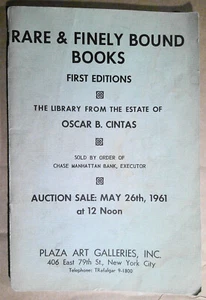 RARE & FINELY BOUND
BOOKS
FIRST EDITIONS
THE LIBRARY FROM THE ESTATE OF
OSCAR B. CINTAS
SOLD BY ORDER OF
CHASE MANHATTAN BANK, EXECUTOR
AUCTION SALE: MAY 26th, 1961
at 12 Noon
PLAZA ART GALLERIES, INC.
406 East 79th St., New York City
Telephone: TRafalgar 9-1800